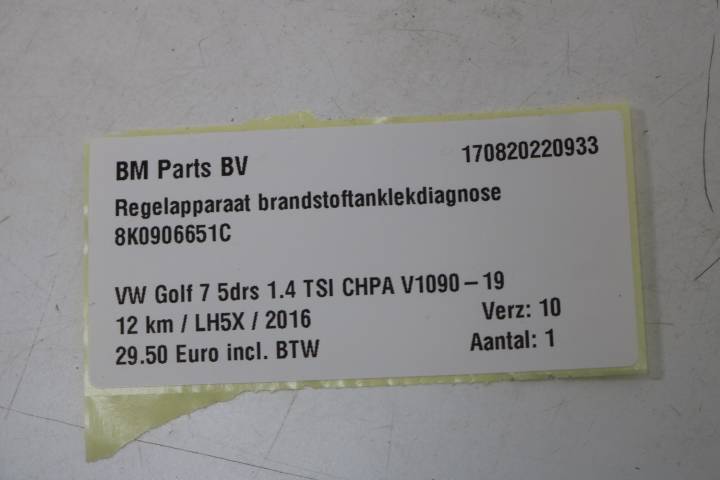 BM Parts BV 170820220933
Regelapparaat brandstoftanklekdiagnose
8K0906651C
VW Golf 7 5drs 1.4 TSI CHPA V1090-19
12 km / LH5X / 2016 Verz: 10
29.50 Euro incl. BTW Aantal: 1